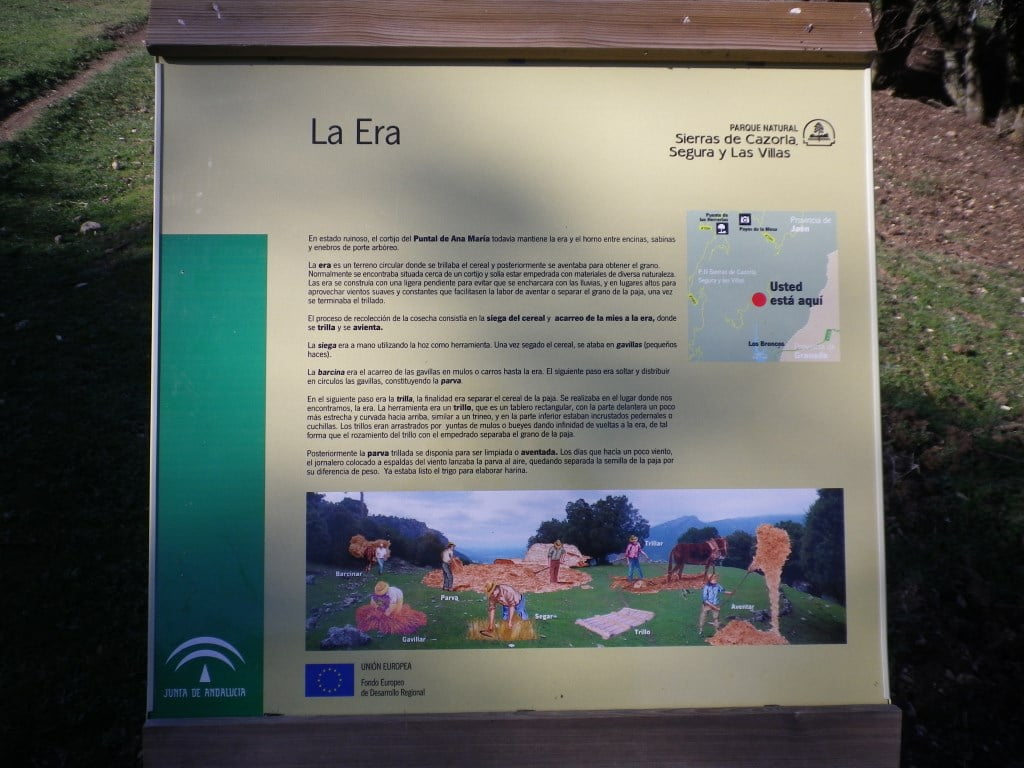 La Era
PARQUE NATURAL
Sierras de Cazorla,
Segura y Las Villas
En estado ruinoso, el cortijo del Puntal de Ana María todavía mantiene la era y el horno entre encinas, sabinas
y enebros de porte arbóreo.
La era es un terreno circular donde se trillaba el cereal y posteriormente se aventaba para obtener el grano.
Normalmente se encontraba situada cerca de un cortijo y solía estar empedrada con materiales de diversa naturaleza.
Las era se construía con una ligera pendiente para evitar que se encharcara con las lluvias, y en lugares altos para
aprovechar vientos suaves y constantes que facilitasen la labor de aventar o separar el grano de la paja, una vez
se terminaba el trillado.
El proceso de recolección de la cosecha consistía en la siega del cereal y acarreo de la mies a la era, donde
se trilla y se avienta.
La siega era a mano utilizando la hoz como herramienta. Una vez segado el cereal, se ataba en gavillas (pequeños
haces).
La barcina era el acarreo de las gavillas en mulos o carros hasta la era. El siguiente paso era soltar y distribuir
en círculos las gavillas, constituyendo la parva.
En el siguiente paso era la trilla, la finalidad era separar el cereal de la paja. Se realizaba en el lugar donde nos
encontramos, la era. La herramienta era un trillo, que es un tablero rectangular, con la parte delantera un poco
más estrecha y curvada hacia arriba, similar a un trineo, y en la parte inferior estaban incrustados pedernales o
cuchillas. Los trillos eran arrastrados por yuntas de mulos o bueyes dando infinidad de vueltas a la era, de tal
forma que el rozamiento del trillo con el empedrado separaba el grano de la paja.
Posteriormente la parva trillada se disponía para ser limpiada o aventada. Los días que hacía un poco viento,
el jornalero colocado a espaldas del viento lanzaba la parva al aire, quedando separada la semilla de la paja por
su diferencia de peso. Ya estaba listo el trigo para elaborar harina.
Puente de
las Herrerías
Poyos de la Mesa
Provincia de
Jaén
P.N Sierras de Cazorla,
Segura y las Villas
Usted
está aquí
Los Broncos
Granada
Barcinar
Parva
Trillar
Gavillar
Segar
Trillo
Aventar
JUNTA DE ANDALUCIA
UNIÓN EUROPEA
Fondo Europeo
de Desarrollo Regional